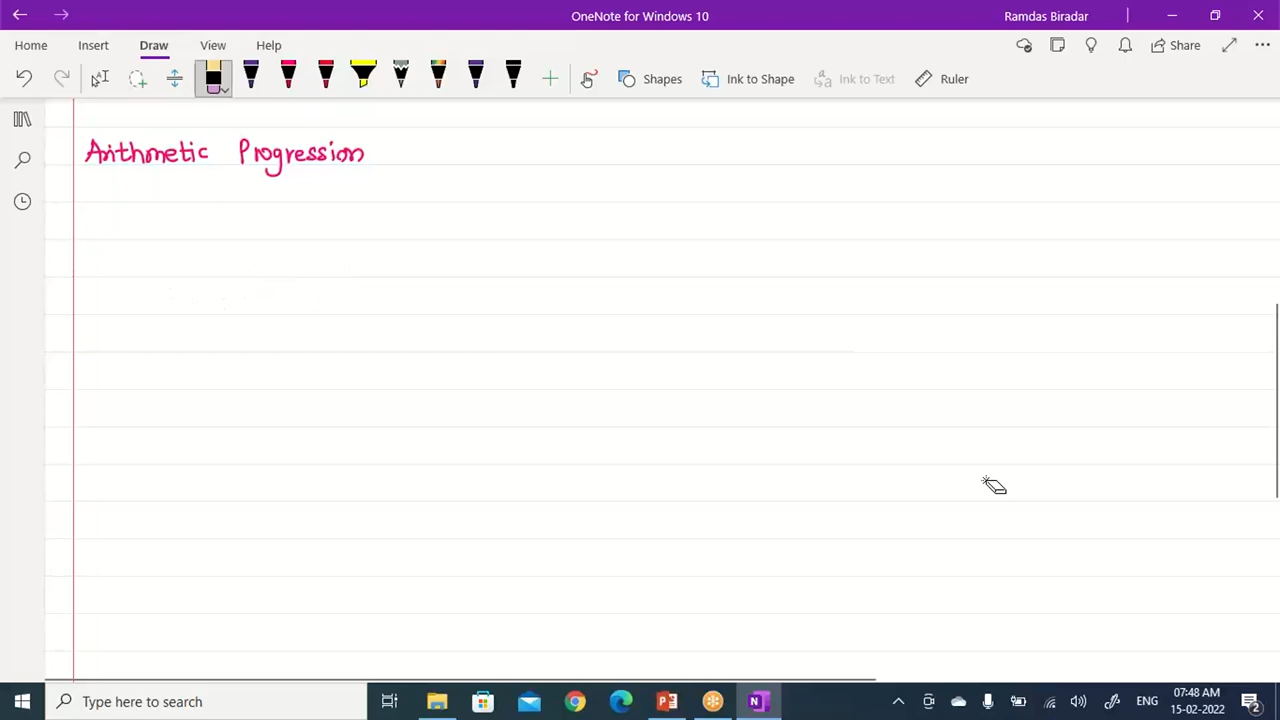 OneNote for Windows 10
Ramdas Biradar
Home Insert Draw View Help
Share
Shapes
Ink to Shape
Ink to Text
Ruler
Arithmetic Progression
Type here to search
ENG
07:48 AM
15-02-2022
2